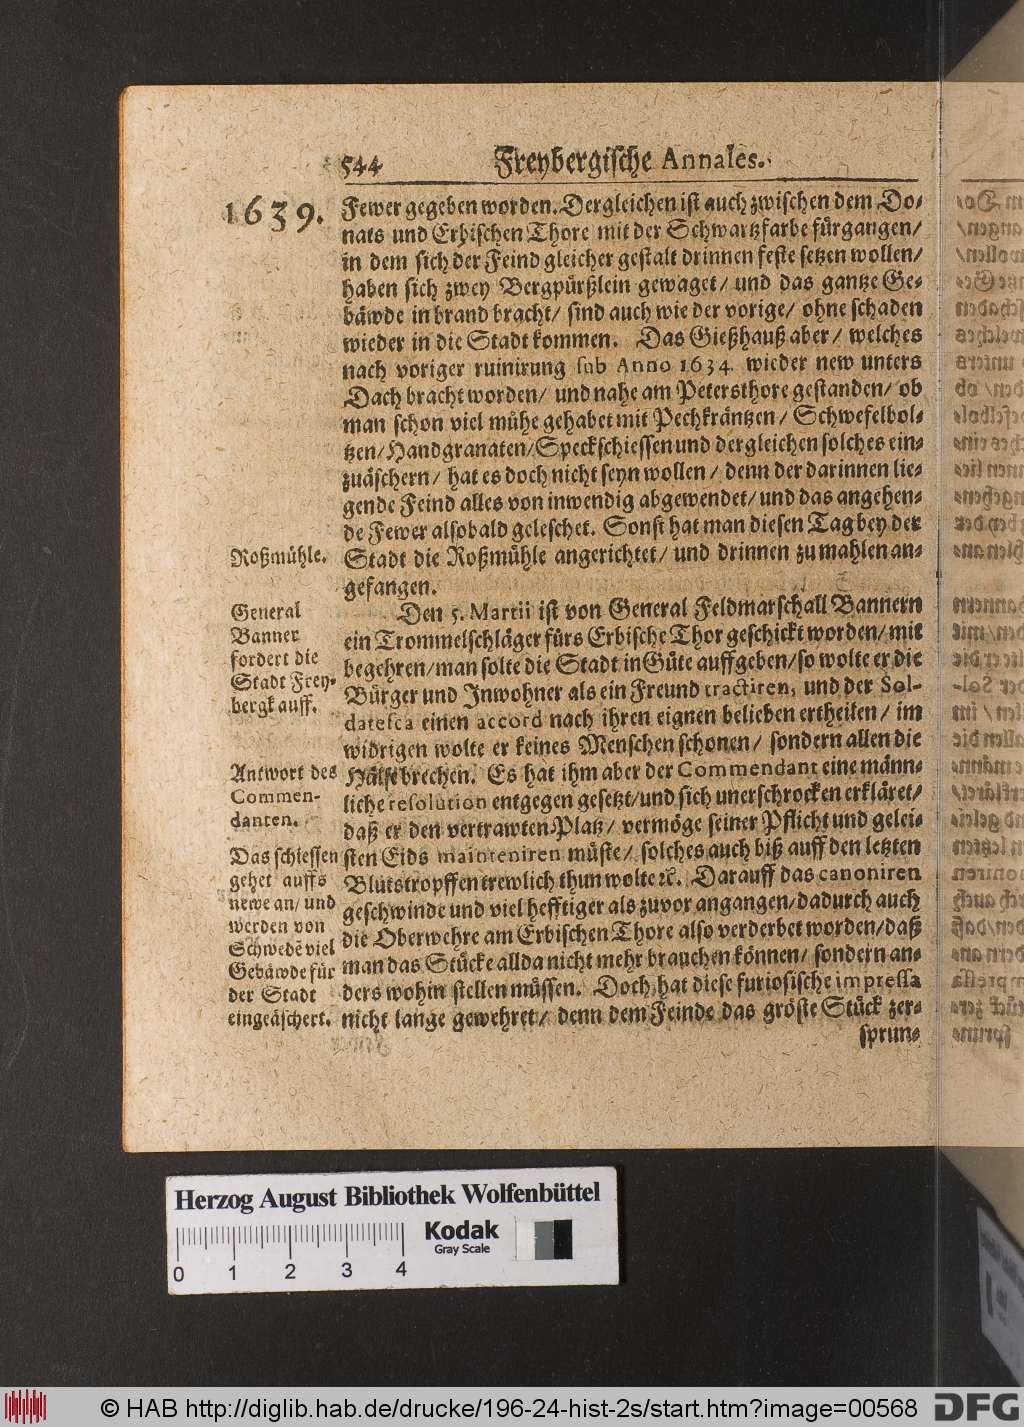 544 Freybergische Annales.
1639.
Fewer gegeben worden. Dergleichen ist auch zwischen dem Do-
nats und Erbischen Thore mit der Schwartzfarbe fürgangen/
in dem sich der Feind gleicher gestalt drinnen feste setzen wollen/
haben sich zwey Bergpürßlein gewaget/ und das gantze Ge-
bäwde in brand bracht/ sind auch wie der vorige/ ohne schaden
wieder in die Stadt kommen. Das Gießhauß aber/ welches
nach voriger ruinirung sub Anno 1634. wieder new unters
Dach bracht worden/ und nahe am Petersthore gestanden/ ob
man schon viel mühe gehabet mit Pechkräntzen/ Schwefelbol-
tzen/ Handgranaten/ Speckschiessen und dergleichen solches ein-
zuäschern/ hat es doch nicht seyn wollen/ denn der darinnen lie-
gende Feind alles von inwendig abgewendet/ und das angehen-
de Fewer alsobald geleschet. Sonst hat man diesen Tag bey der
Roßmühle.
Stadt die Roßmühle angerichtet/ und drinnen zu mahlen an-
gefangen.
General
Banner
fordert die
Stadt Frey-
bergk auff.
Den 5. Martii ist von General Feldmarschall Bannern
ein Trommelschläger fürs Erbische Thor geschickt worden/ mit
begehren/ man solte die Stadt in Güte auffgeben/ so wolte er die
Bürger und Inwohner als ein Freund tractiren, und der Sol-
datesca einen accord nach ihren eignen belieben ertheilen/ im
widrigen wolte er keines Menschen schonen/ sondern allen die
Antwort des
Commen-
danten.
Hälse brechen. Es hat ihm aber der Commendant eine männ-
liche resolution entgegen gesetzt/ und sich unerschrocken erkläret/
daß er den vertrawten Platz/ vermöge seiner Pflicht und gelei-
Das schiessen
gehet auffs
newe an/ und
werden von
Schwedẽ viel
Gebäwde für
der Stadt
eingeäschert.
sten Eids mainteniren müste/ solches auch biß auff den letzten
Blutstropffen trewlich thun wolte ꝛc. Darauff das canoniren
geschwinde und viel hefftiger als zuvor angangen/ dadurch auch
die Oberwehre am Erbischen Thore also verderbet worden/ daß
man das Stücke allda nicht mehr brauchen können/ sondern an-
ders wohin stellen müssen. Doch hat diese furiosische impressa
nicht lange gewehret/ denn dem Feinde das gröste Stück zer-
sprun-
Herzog August Bibliothek Wolfenbüttel
Kodak
Gray Scale
0 1 2 3 4
© HAB http://diglib.hab.de/drucke/196-24-hist-2s/start.htm?image=00568
DFG